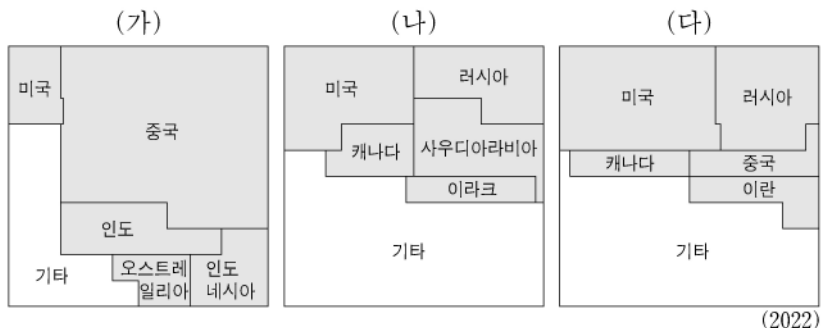 (가)
미국
중국
인도
기타
오스트레
일리아
인도
네시아
(나)
미국
러시아
캐나다
사우디아라비아
이라크
기타
(다)
미국
러시아
캐나다
중국
이란
기타
(2022)